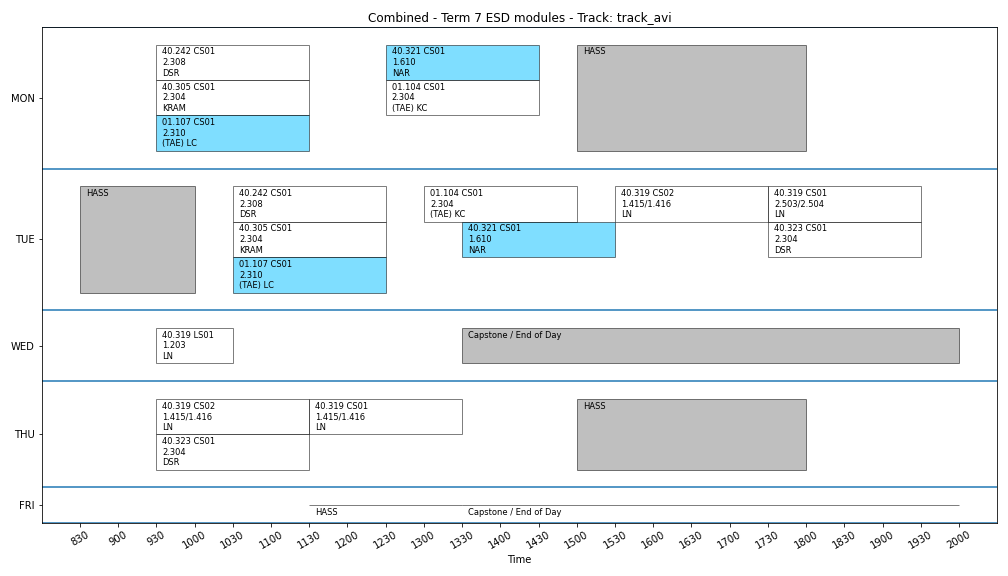 Combined - Term 7 ESD modules - Track: track_avi
MON
40.242 CS01
2.308
DSR
40.305 CS01
2.304
KRAM
01.107 CS01
2.310
(TAE) LC
40.321 CS01
1.610
NAR
01.104 CS01
2.304
(TAE) KC
HASS
TUE
HASS
40.242 CS01
2.308
DSR
40.305 CS01
2.304
KRAM
01.107 CS01
2.310
(TAE) LC
01.104 CS01
2.304
(TAE) KC
40.321 CS01
1.610
NAR
40.319 CS02
1.415/1.416
LN
40.319 CS01
2.503/2.504
LN
40.323 CS01
2.304
DSR
WED
40.319 LS01
1.203
LN
Capstone / End of Day
THU
40.319 CS02
1.415/1.416
LN
40.323 CS01
2.304
DSR
40.319 CS01
1.415/1.416
LN
HASS
FRI
HASS
Capstone / End of Day
830 900 930 1000 1030 1100 1130 1200 1230 1300 1330 1430 1500 1600 1630 1700 1730 1800 1830 1900 1930 2000
Time